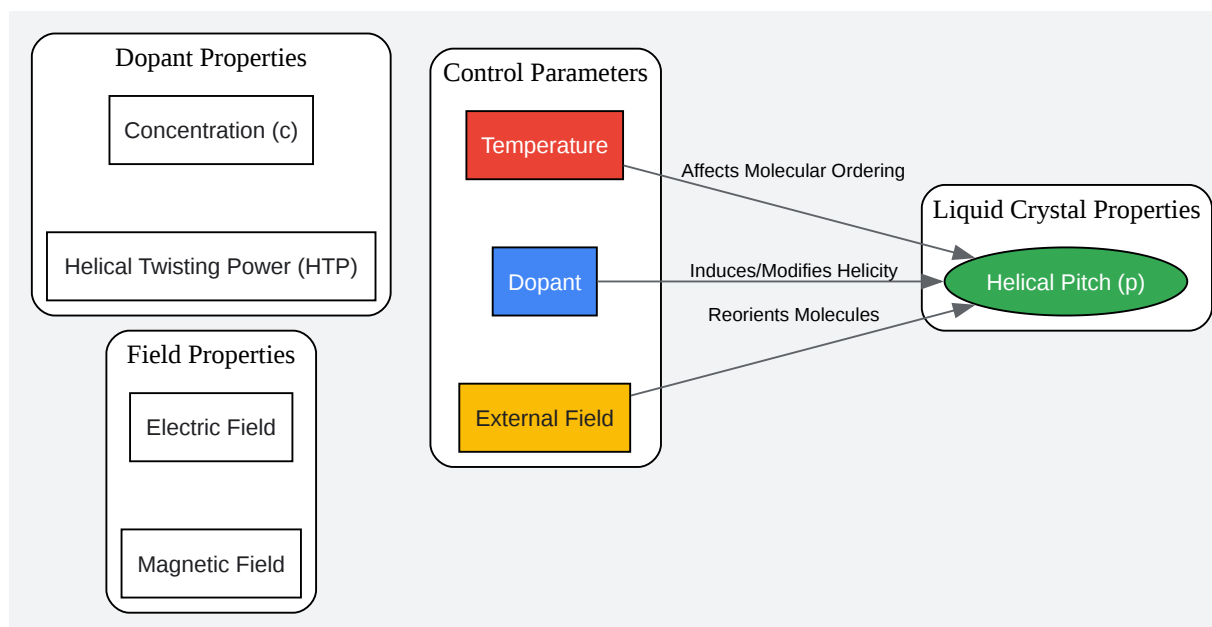 Dopant Properties
Concentration (c)
Helical Twisting Power (HTP)
Field Properties
Electric Field
Magnetic Field
Control Parameters
Temperature
Dopant
External Field
Affects Molecular Ordering
Induces/Modifies Helicity
Reorients Molecules
Liquid Crystal Properties
Helical Pitch (p)